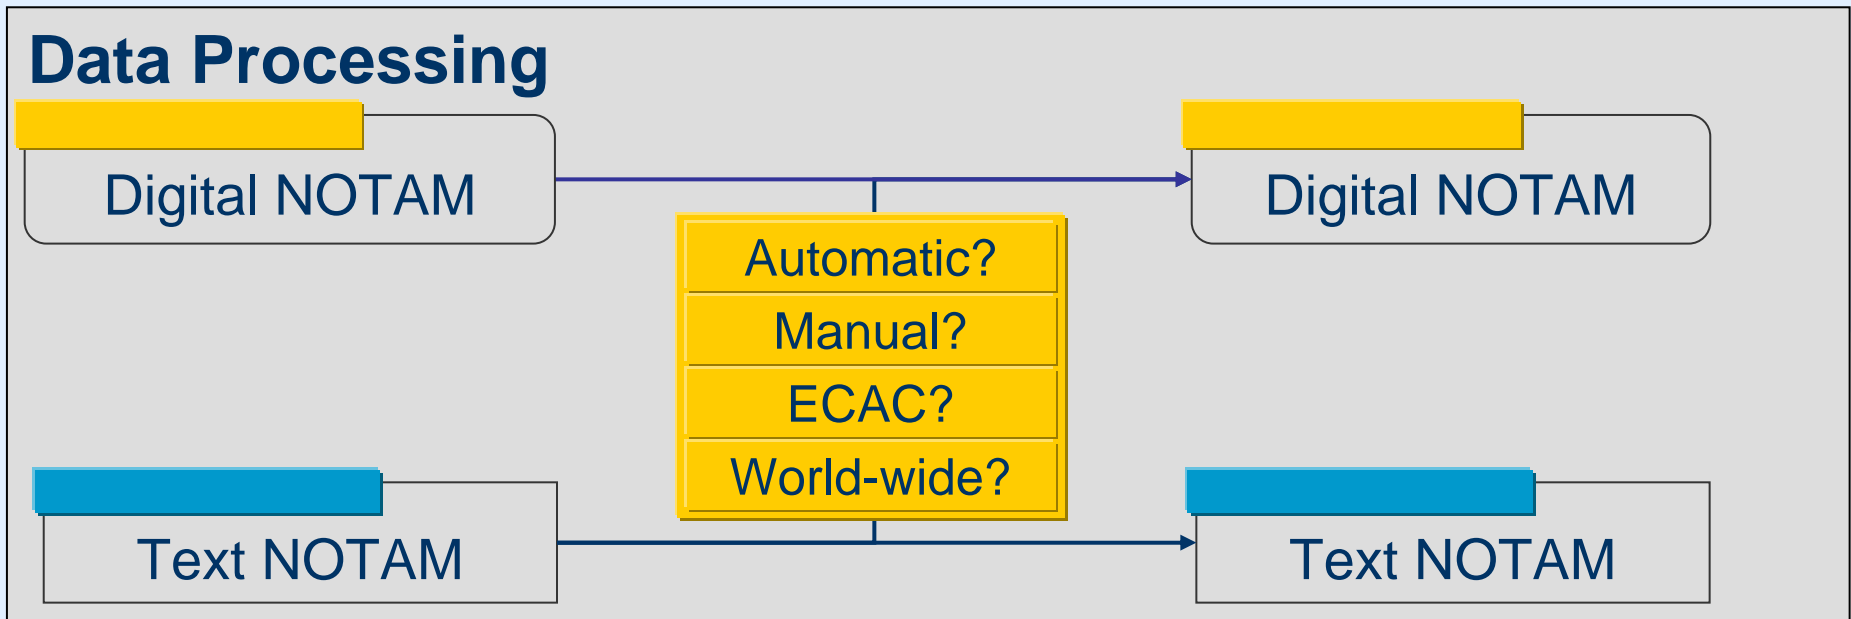 Data Processing
Digital NOTAM
Digital NOTAM
Automatic?
Manual?
ECAC?
World-wide?
Text NOTAM
Text NOTAM